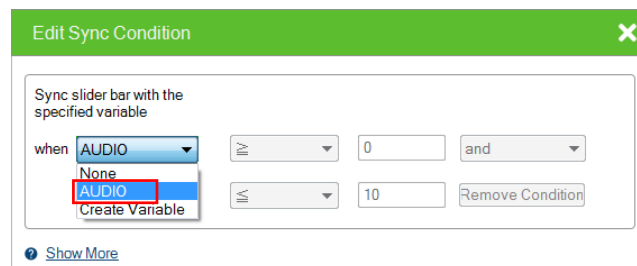 Edit Sync Condition
Sync slider bar with the
specified variable
when AUDIO ≧ 0 and
None
AUDIO ≦ 10 Remove Condition
Create Variable
Show More